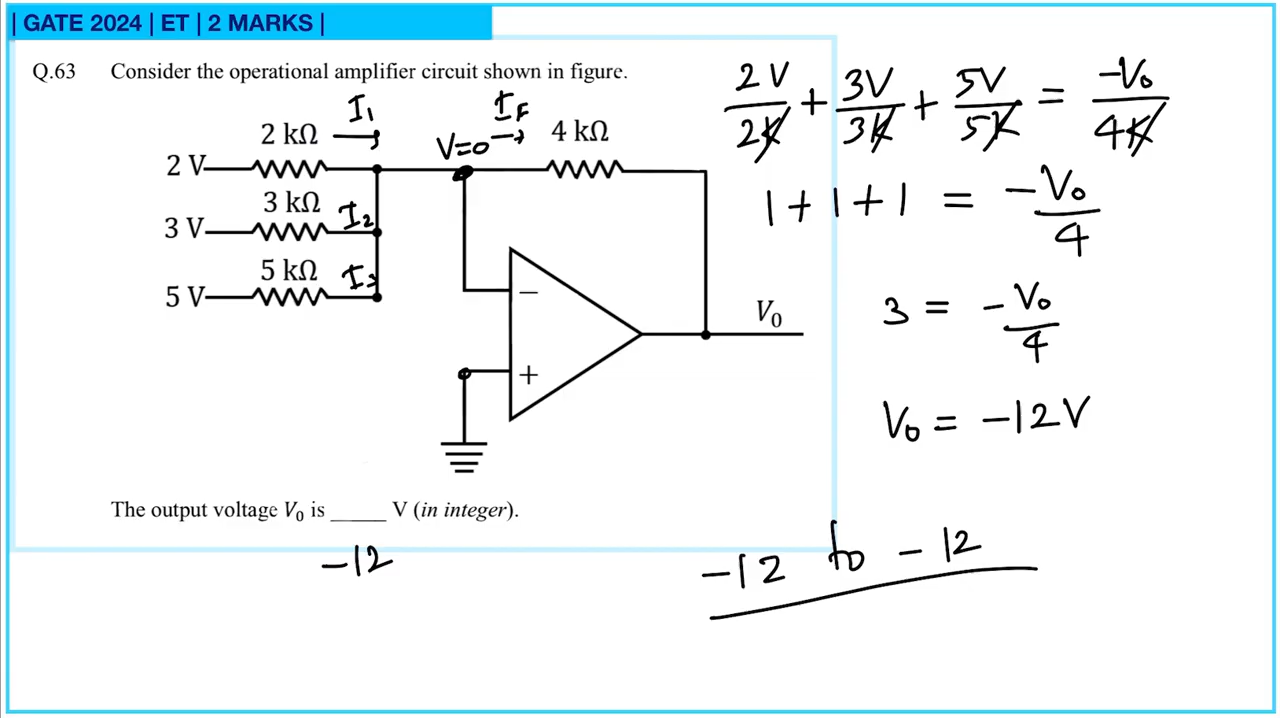 | GATE 2024 | ET | 2 MARKS |
Q.63 Consider the operational amplifier circuit shown in figure.
I₁
I_F
2 kΩ
V=0
4 kΩ
2 V
3 kΩ
I₂
3 V
5 kΩ
I₃
5 V
−
+
V₀
The output voltage V₀ is _____ V (in integer).
-12
2V/2K + 3V/3K + 5V/5K = -V₀/4K
1+1+1 = -V₀/4
3 = -V₀/4
V₀ = -12V
-12 to -12